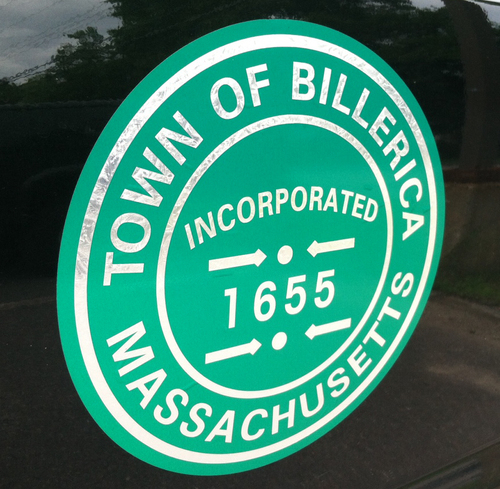 TOWN OF BILLERICA
INCORPORATED
1655
MASSACHUSETTS